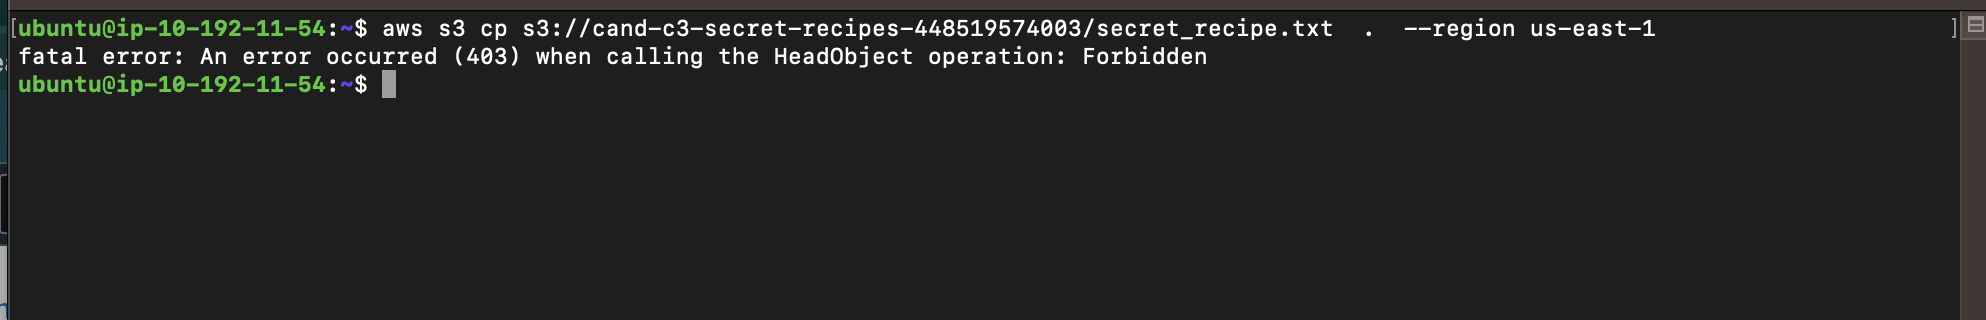 [ubuntu@ip-10-192-11-54:~$ aws s3 cp s3://cand-c3-secret-recipes-448519574003/secret_recipe.txt  .  --region us-east-1 ]
fatal error: An error occurred (403) when calling the HeadObject operation: Forbidden
ubuntu@ip-10-192-11-54:~$